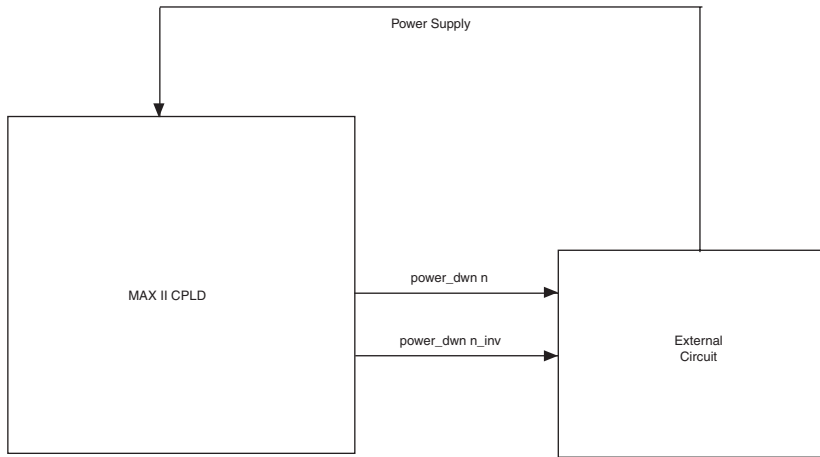 Power Supply
MAX II CPLD
power_dwn n
power_dwn n_inv
External
Circuit